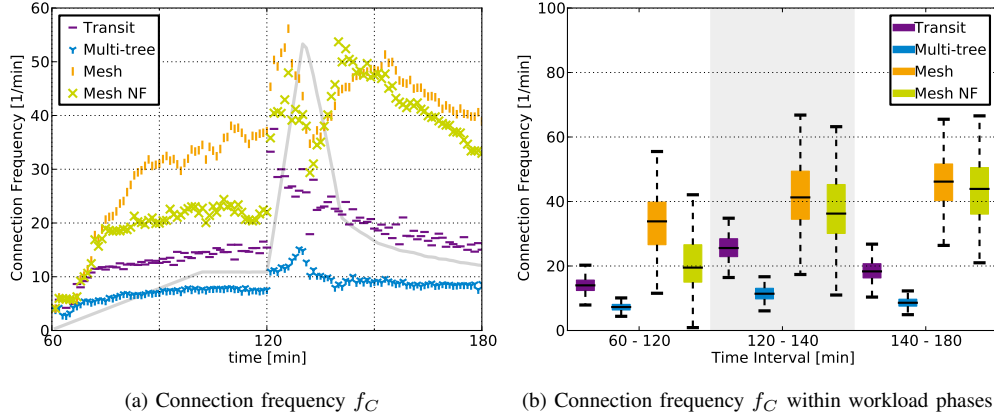 Connection Frequency [1/min]
60
50
40
30
20
10
0
Transit
Multi-tree
Mesh
Mesh NF
60
120
180
time [min]
(a) Connection frequency f_C
Connection Frequency [1/min]
100
80
60
40
20
0
Transit
Multi-tree
Mesh
Mesh NF
60 - 120
120 - 140
140 - 180
Time Interval [min]
(b) Connection frequency f_C within workload phases